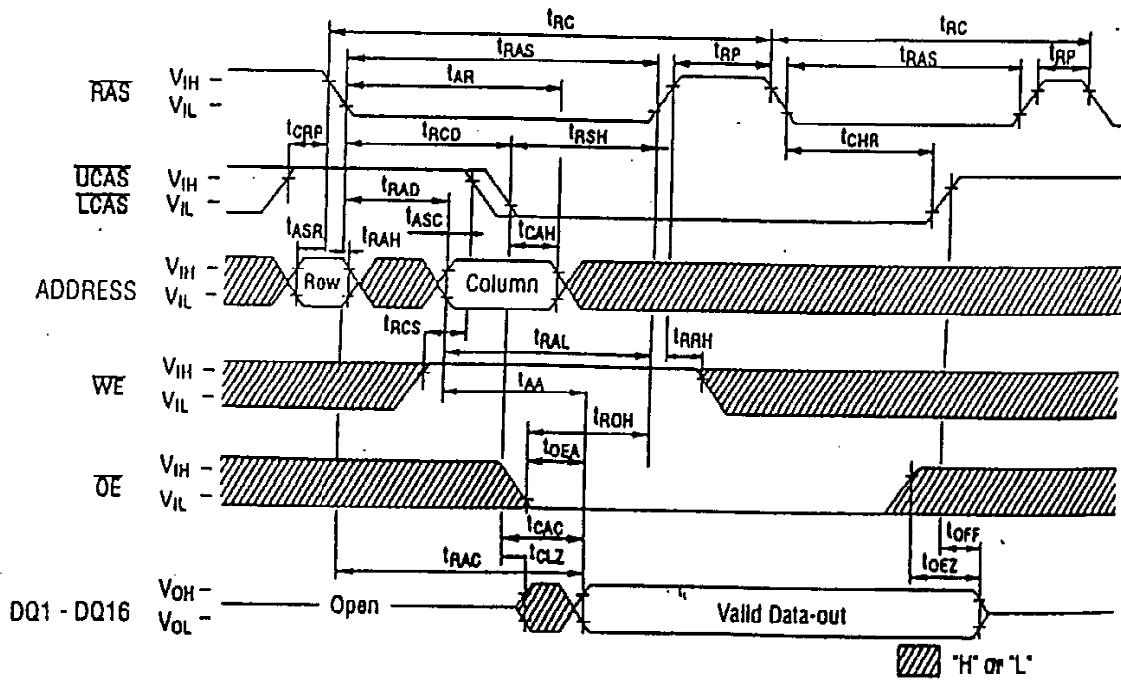 tRC tRC
tRAS tRP tRAS tRP
tAR
RAS VIH
VIL
tCRP tRCD tRSH tCHR
UCAS VIH
LCAS VIL
tRAD
tASR tRAH tASC tCAH
ADDRESS VIH
VIL
Row Column
tRCS tRAL tRRH
WE VIH
VIL
tAA
tROH
tOEA
OE VIH
VIL
tCAC tOFF
tRAC tCLZ tOEZ
DQ1 - DQ16 VOH
VOL
Open Valid Data-out
"H" or "L"